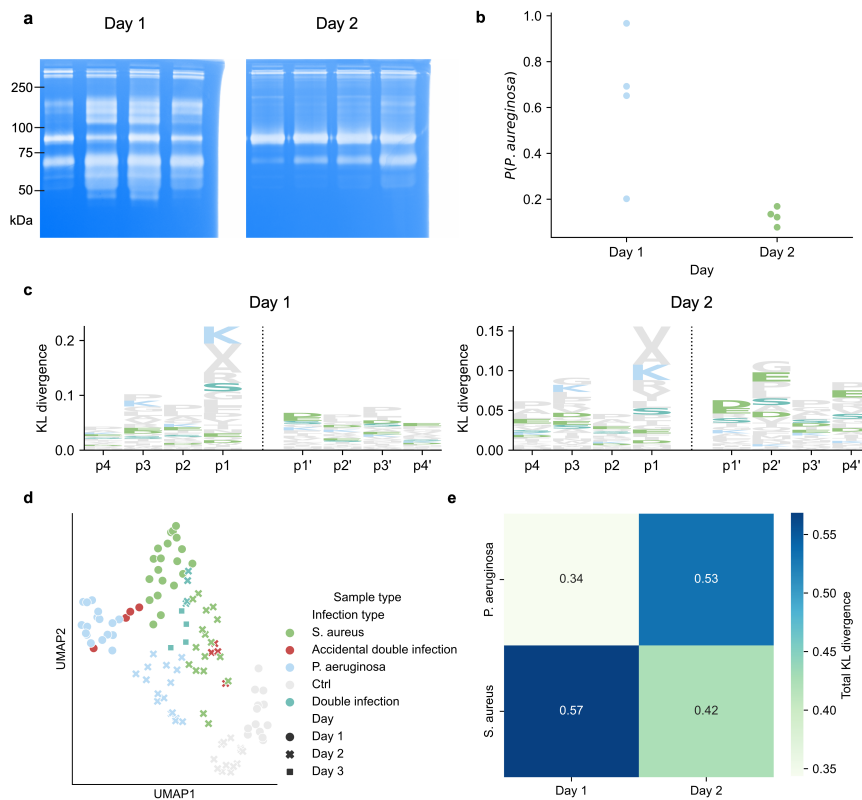 a
Day 1
Day 2
250
100
75
50
kDa
b
P(P. aureginosa)
1.0
0.8
0.6
0.4
0.2
Day 1
Day 2
Day
c
Day 1
KL divergence
0.2
0.1
0.0
p4
p3
p2
p1
p1'
p2'
p3'
p4'
Day 2
KL divergence
0.15
0.10
0.05
0.00
p4
p3
p2
p1
p1'
p2'
p3'
p4'
d
UMAP2
UMAP1
Sample type
Infection type
S. aureus
Accidental double infection
P. aeruginosa
Ctrl
Double infection
Day
Day 1
Day 2
Day 3
e
P. aeruginosa
S. aureus
0.34
0.53
0.57
0.42
Day 1
Day 2
0.55
0.50
0.45
0.40
0.35
Total KL divergence